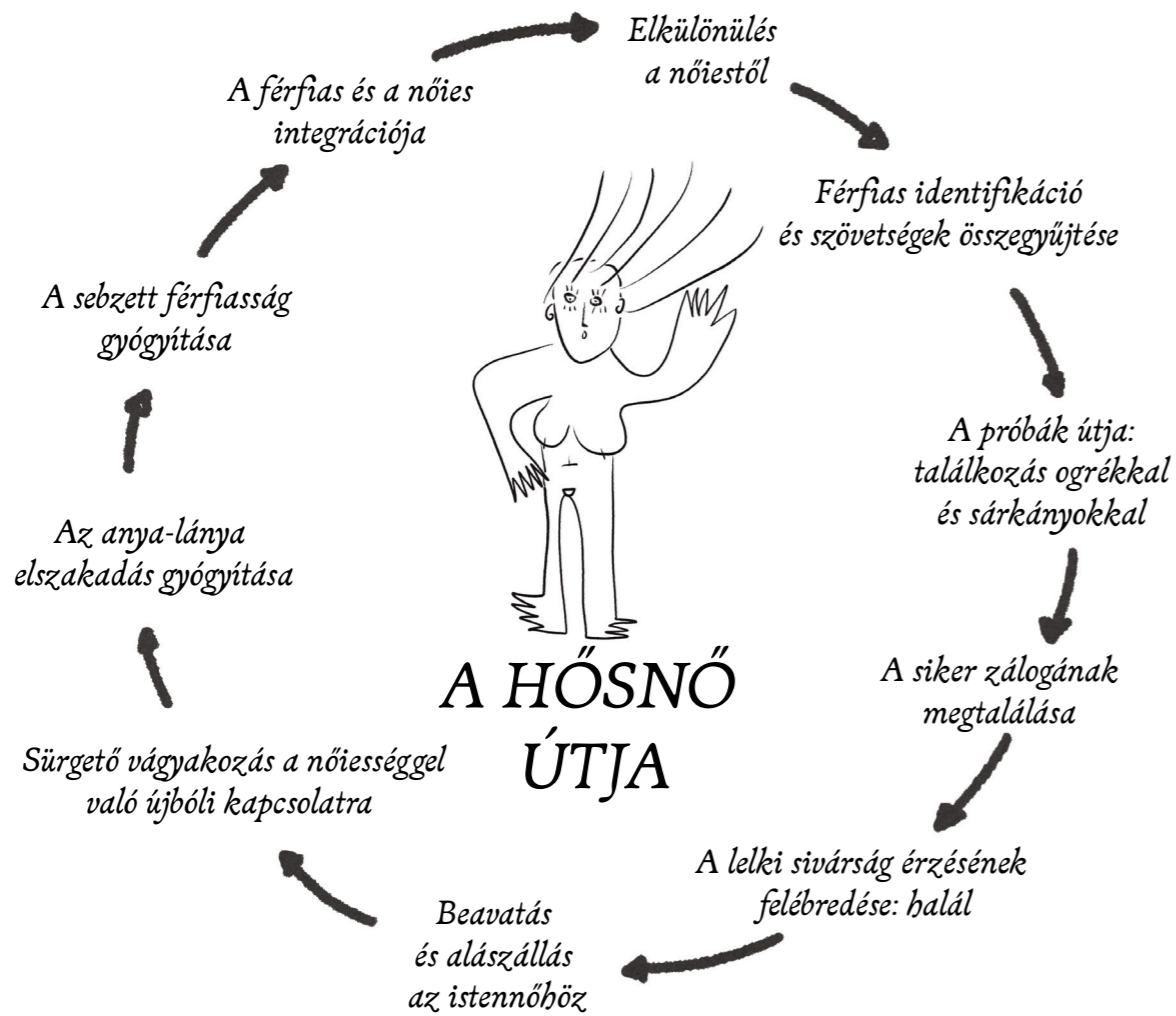 Elkülönülés
a nőiestől
Férfias identifikáció
és szövetségek összegyűjtése
A próbák útja:
találkozás ogrékkal
és sárkányokkal
A siker zálogának
megtalálása
A lelki sivárság érzésének
felébredése: halál
Beavatás
és alászállás
az istennőhöz
Sürgető vágyakozás a nőiességgel
való újbóli kapcsolatra
Az anya-lánya
elszakadás gyógyítása
A sebzett férfiasság
gyógyítása
A férfias és a nőies
integrációja
A HŐSNŐ
ÚTJA